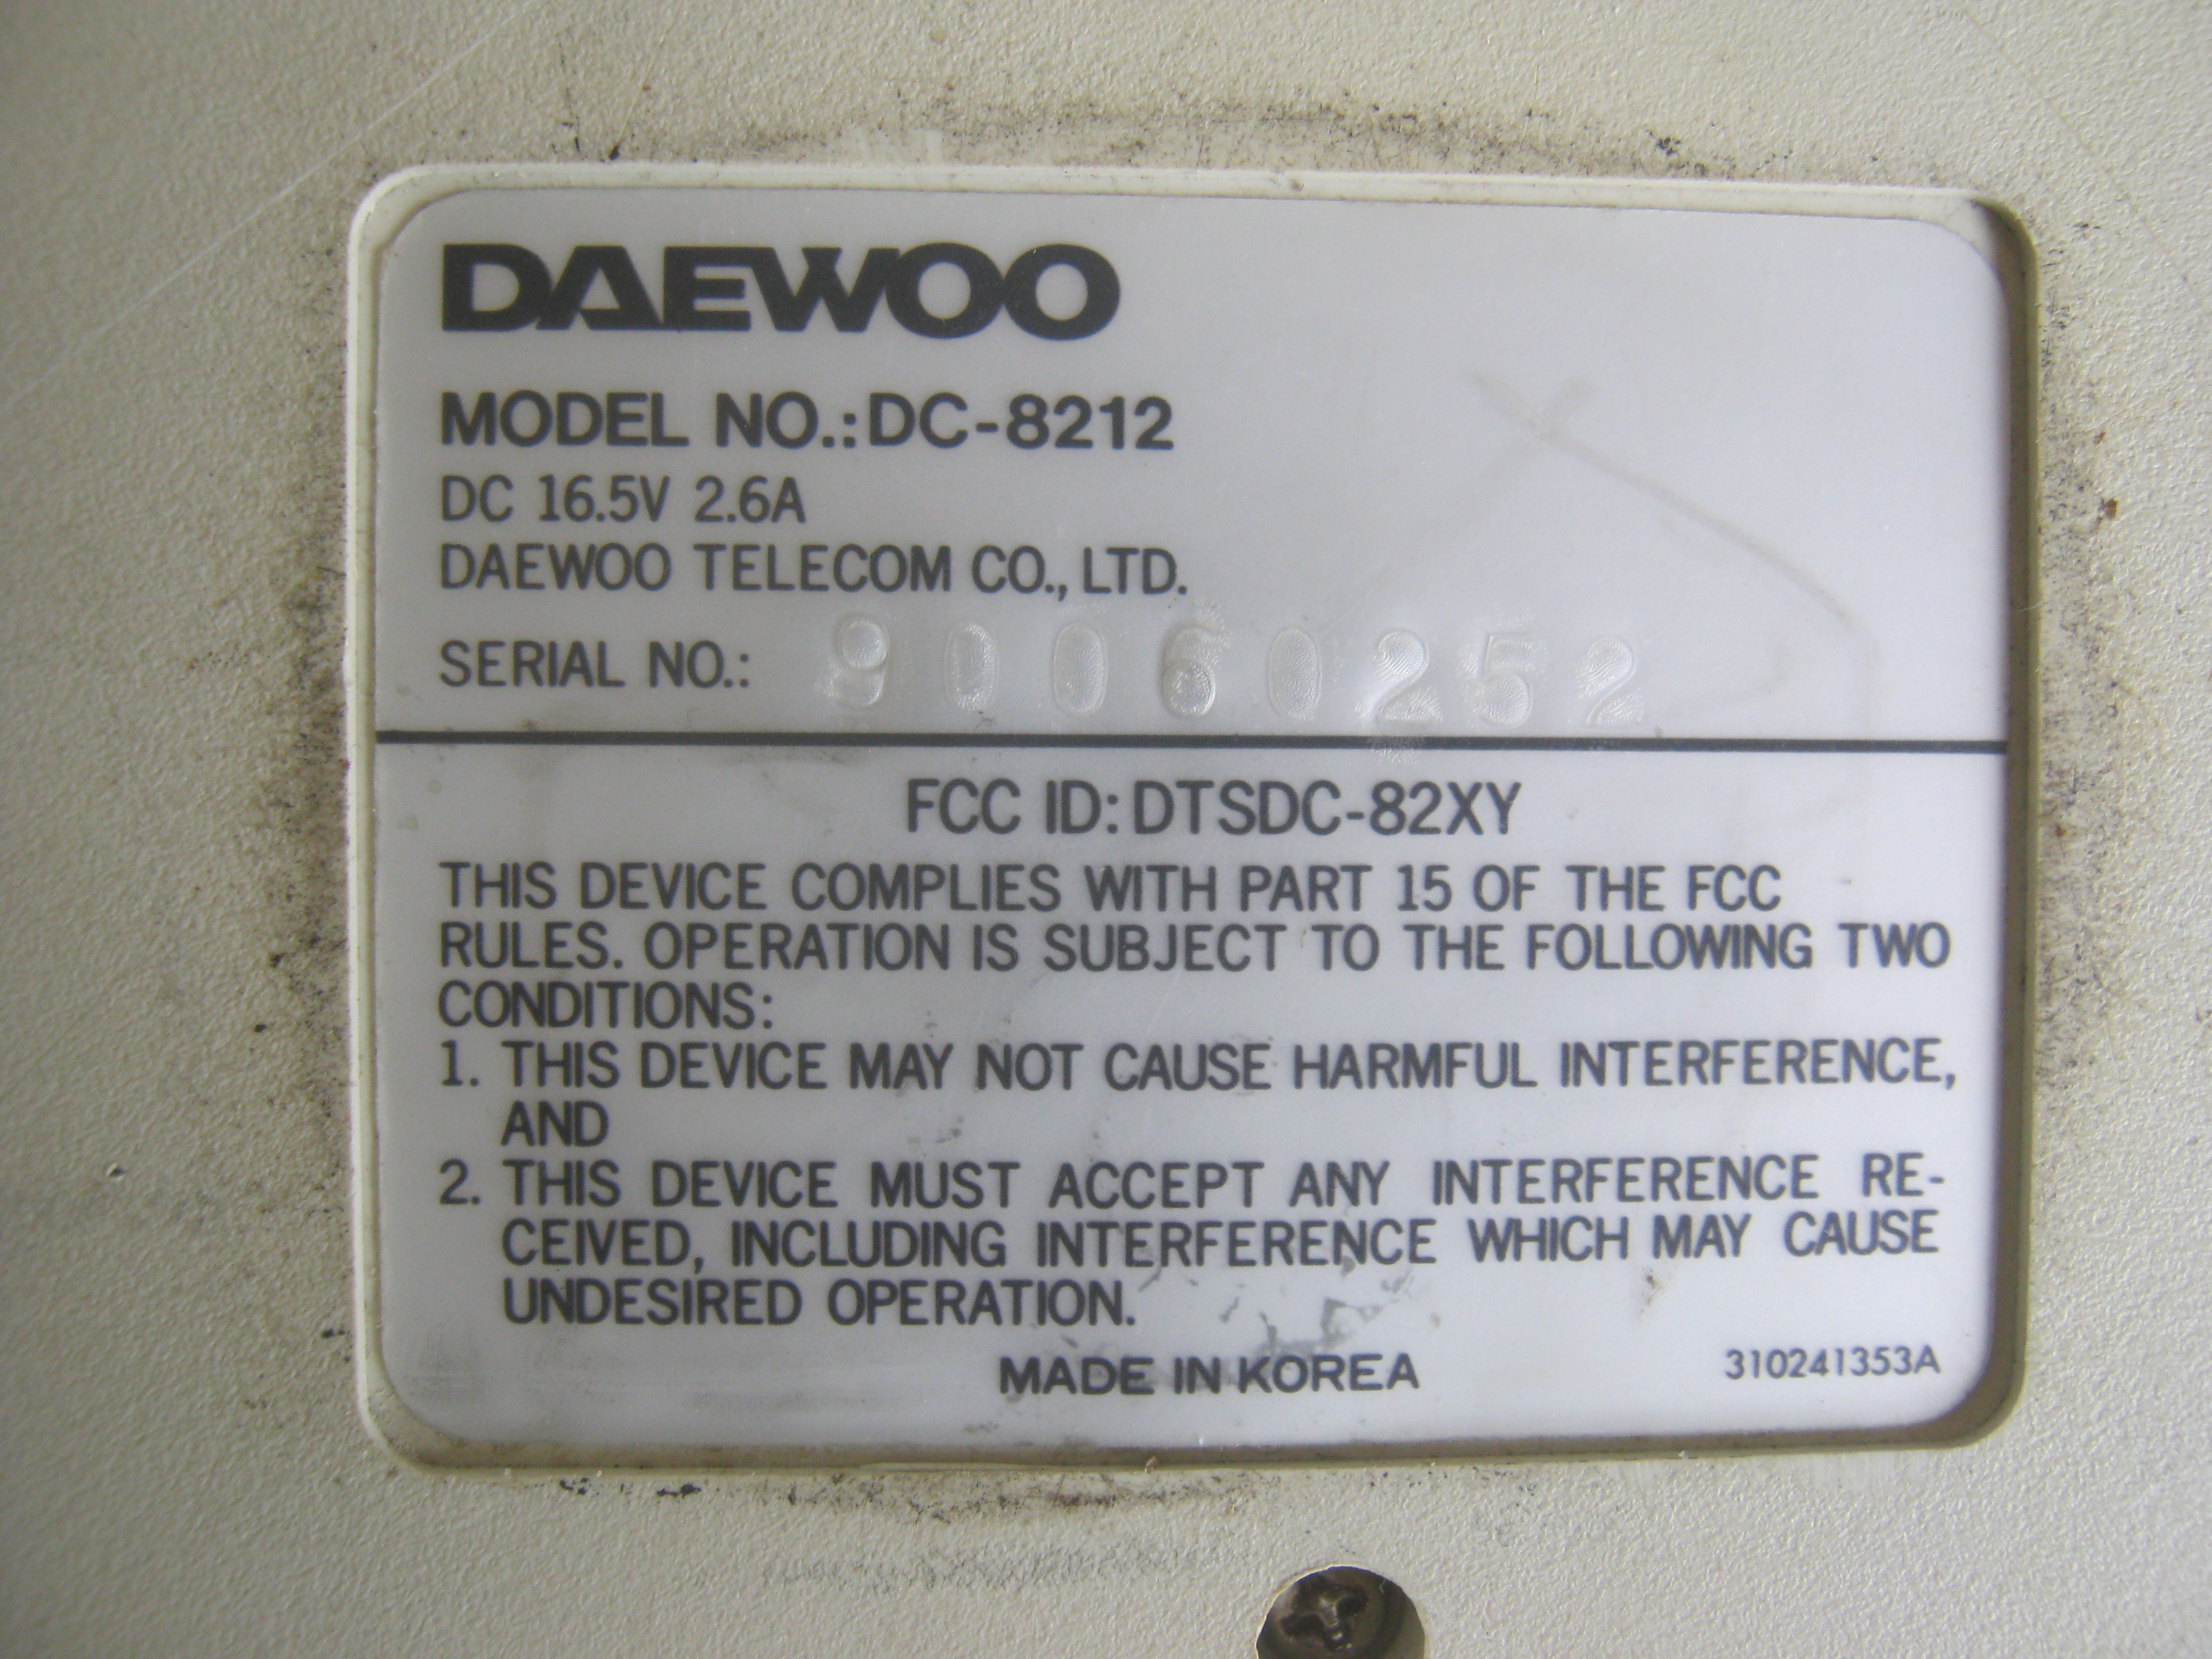 DAEWOO
MODEL NO.:DC-8212
DC 16.5V 2.6A
DAEWOO TELECOM CO., LTD.
SERIAL NO.: 90060252
FCC ID: DTSDC-82XY
THIS DEVICE COMPLIES WITH PART 15 OF THE FCC
RULES. OPERATION IS SUBJECT TO THE FOLLOWING TWO
CONDITIONS:
1. THIS DEVICE MAY NOT CAUSE HARMFUL INTERFERENCE,
AND
2. THIS DEVICE MUST ACCEPT ANY INTERFERENCE RE-
CEIVED, INCLUDING INTERFERENCE WHICH MAY CAUSE
UNDESIRED OPERATION.
MADE IN KOREA 310241353A